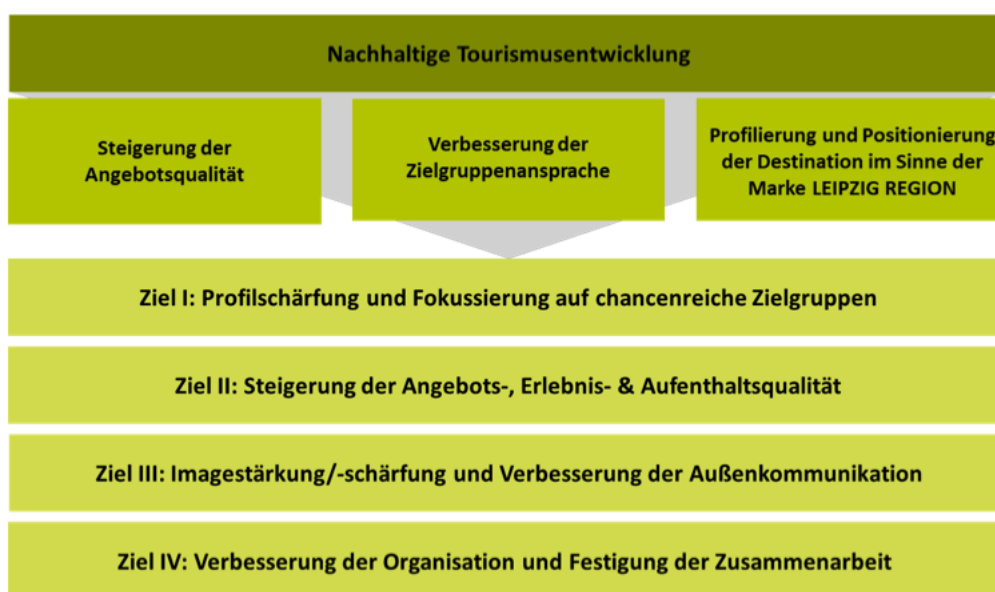 Nachhaltige Tourismusentwicklung
Steigerung der
Angebotsqualität
Verbesserung der
Zielgruppenansprache
Profilierung und Positionierung
der Destination im Sinne der
Marke LEIPZIG REGION
Ziel I: Profilschärfung und Fokussierung auf chancenreiche Zielgruppen
Ziel II: Steigerung der Angebots-, Erlebnis- & Aufenthaltsqualität
Ziel III: Imagestärkung/-schärfung und Verbesserung der Außenkommunikation
Ziel IV: Verbesserung der Organisation und Festigung der Zusammenarbeit